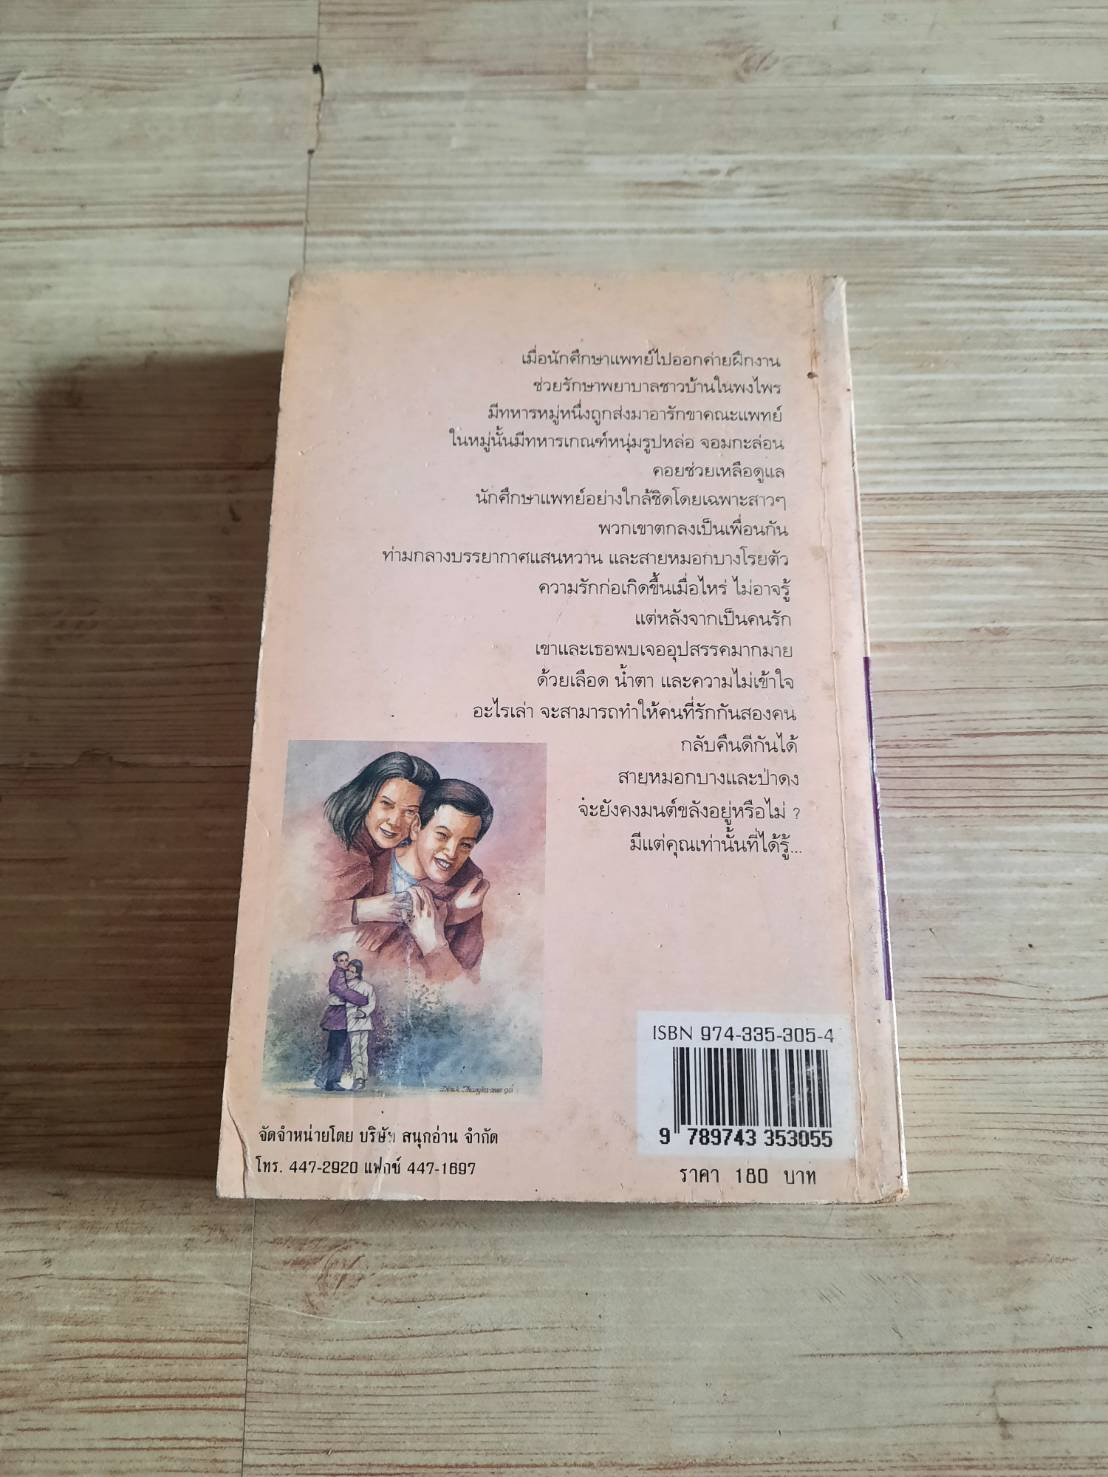 เมื่อนักศึกษาแพทย์ไปออกค่ายฝึกงาน
ช่วยรักษาพยาบาลชาวบ้านในพงไพร
มีทหารหมู่หนึ่งถูกส่งมาอารักขาคณะแพทย์
ในหมู่นั้นมีทหารเกณฑ์หนุ่มรูปหล่อ จอมกะล่อน
คอยช่วยเหลือดูแล
นักศึกษาแพทย์อย่างใกล้ชิดโดยเฉพาะสาวๆ
พวกเขาตกลงเป็นเพื่อนกัน
ท่ามกลางบรรยากาศแสนหวาน และสายหมอกบางโรยตัว
ความรักก่อเกิดขึ้นเมื่อไหร่ ไม่อาจรู้
แต่หลังจากเป็นคนรัก
เขาและเธอพบเจออุปสรรคมากมาย
ด้วยเลือด น้ำตา และความไม่เข้าใจ
อะไรเล่า จะสามารถทำให้คนที่รักกันสองคน
กลับคืนดีกันได้
สายหมอกบางและป่าดง
จะยังคงมนต์ขลังอยู่หรือไม่ ?
มีแต่คุณเท่านั้นที่ได้รู้...
ISBN 974-335-305-4
9 789743 353055
ราคา 180 บาท
จัดจำหน่ายโดย บริษัท สนุกอ่าน จำกัด
โทร. 447-2920 แฟกซ์ 447-1697